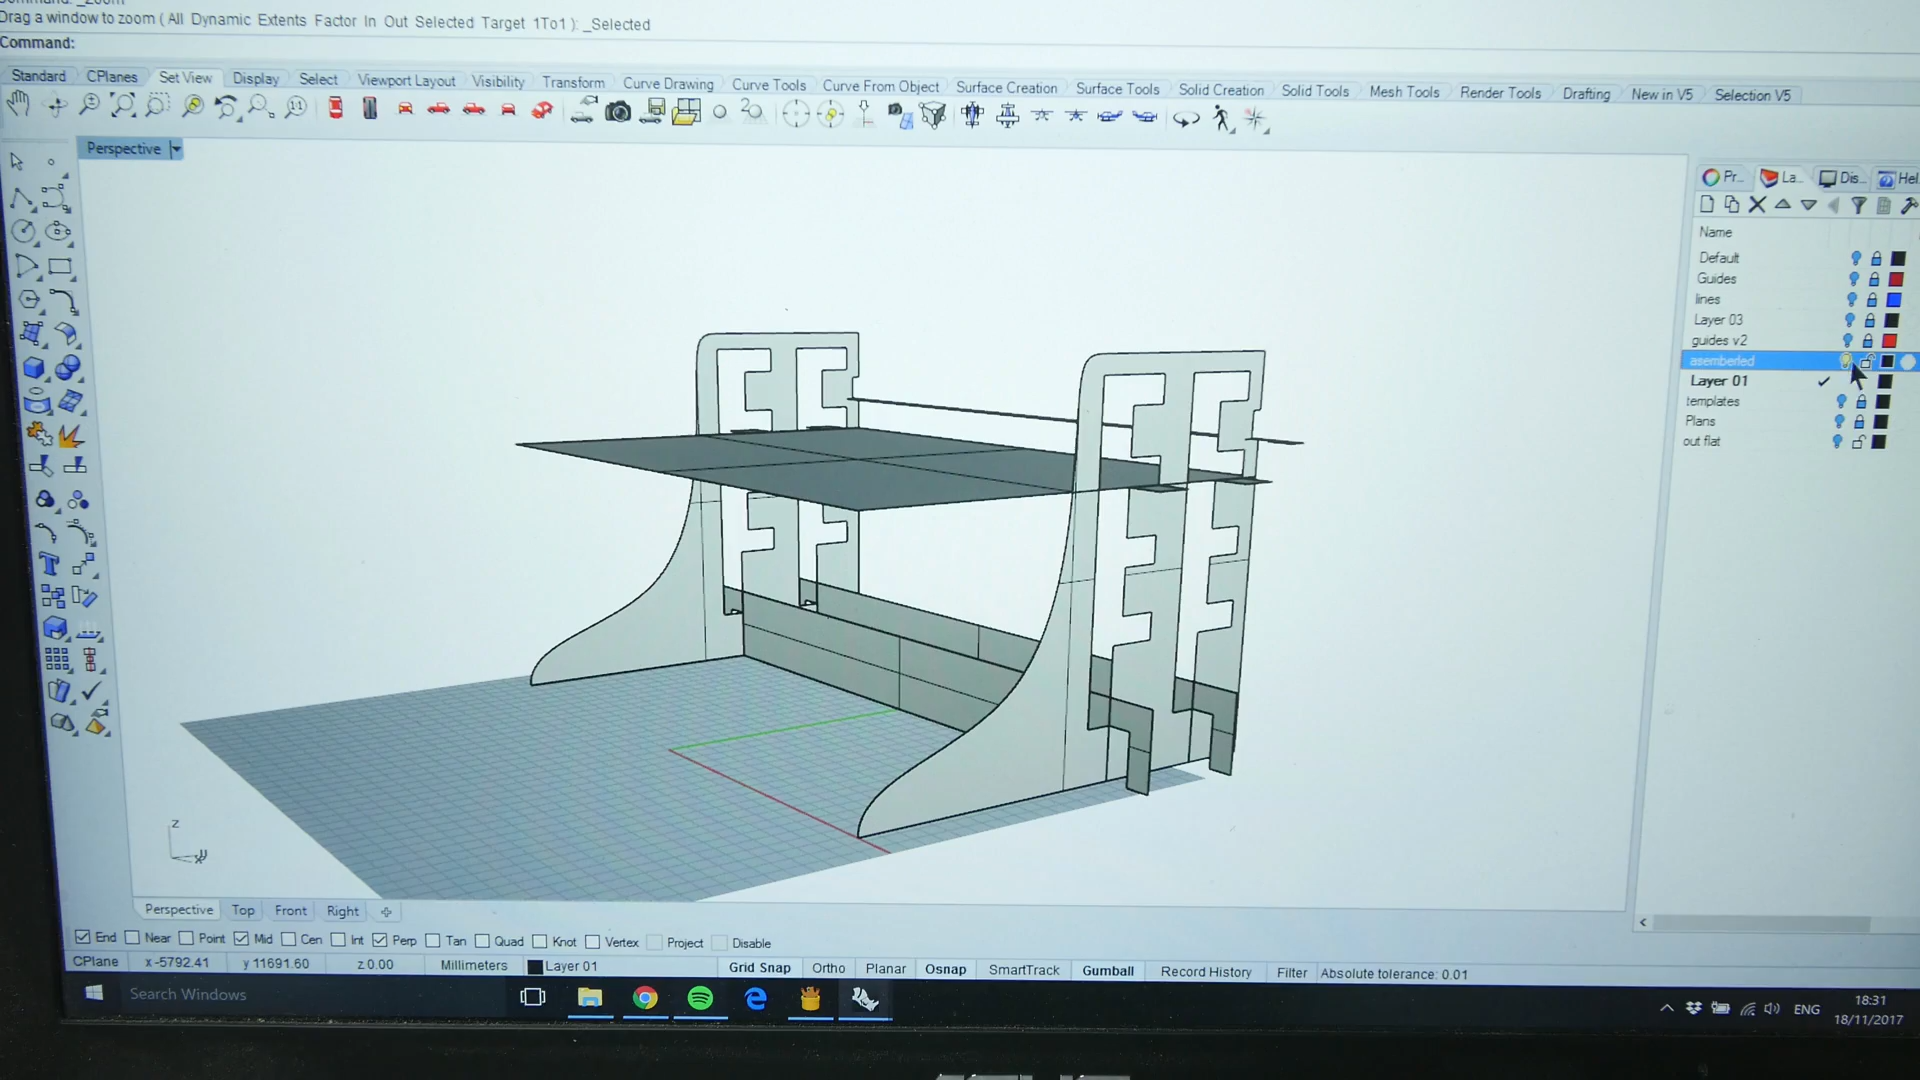 Drag a window to zoom ( All Dynamic Extents Factor In Out Selected Target 1To1 ): _Selected
Command:
Standard CPlanes Set View Display Select Viewport Layout Visibility Transform Curve Drawing Curve Tools Curve From Object Surface Creation Surface Tools Solid Creation Solid Tools Mesh Tools Render Tools Drafting New in V5 Selection V5
Perspective
Pr... La... Dis... Hel
Name
Default
Guides
lines
Layer 03
guides v2
asemberled
Layer 01
templates
Plans
out flat
z
Perspective Top Front Right
End Near Point Mid Cen Int Perp Tan Quad Knot Vertex Project Disable
CPlane x -5792.41 y 11691.60 z 0.00 Millimeters Layer 01 Grid Snap Ortho Planar Osnap SmartTrack Gumball Record History Filter Absolute tolerance: 0.01
Search Windows
ENG
18:31
18/11/2017